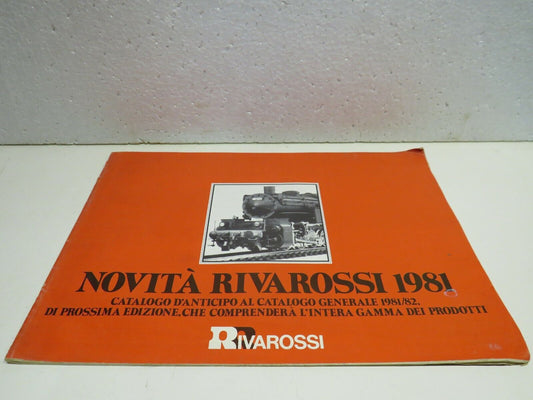 NOVITÀ RIVAROSSI 1981
CATALOGO D'ANTICIPO AL CATALOGO GENERALE 1981/82,
DI PROSSIMA EDIZIONE, CHE COMPRENDERÀ L'INTERA GAMMA DEI PRODOTTI
RIVAROSSI